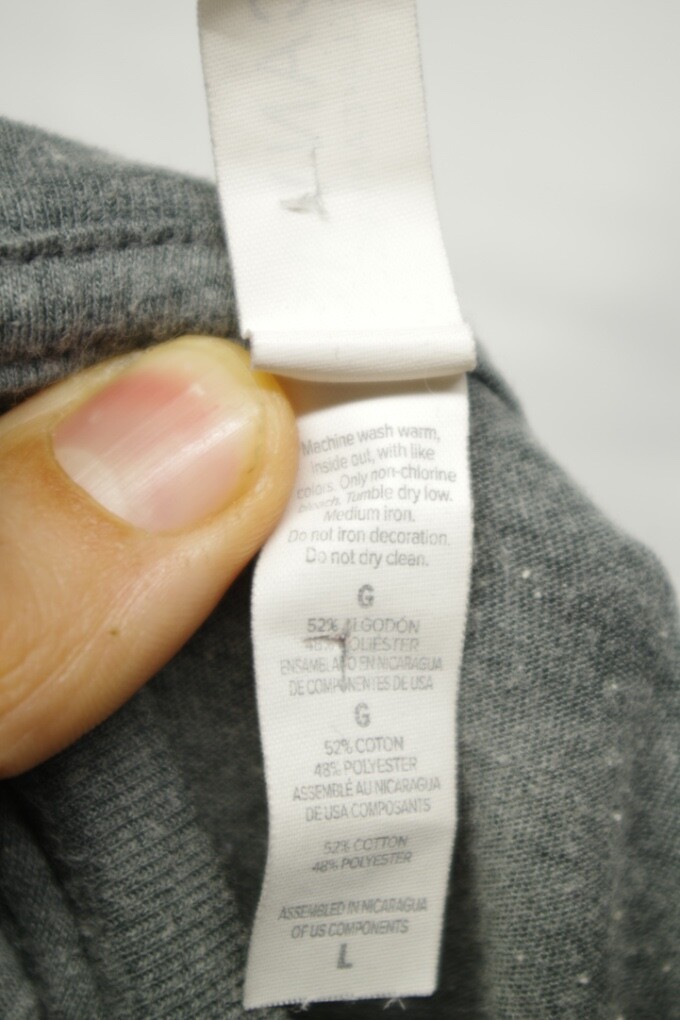 Machine wash warm,
inside out, with like
colors. Only non-chlorine
bleach. Tumble dry low.
Medium iron.
Do not iron decoration.
Do not dry clean.
G
52% ALGODÓN
48% POLIÉSTER
ENSAMBLADO EN NICARAGUA
DE COMPONENTES DE USA
G
52% COTON
48% POLYESTER
ASSEMBLÉ AU NICARAGUA
DE USA COMPOSANTS
52% COTTON
48% POLYESTER
ASSEMBLED IN NICARAGUA
OF US COMPONENTS
L